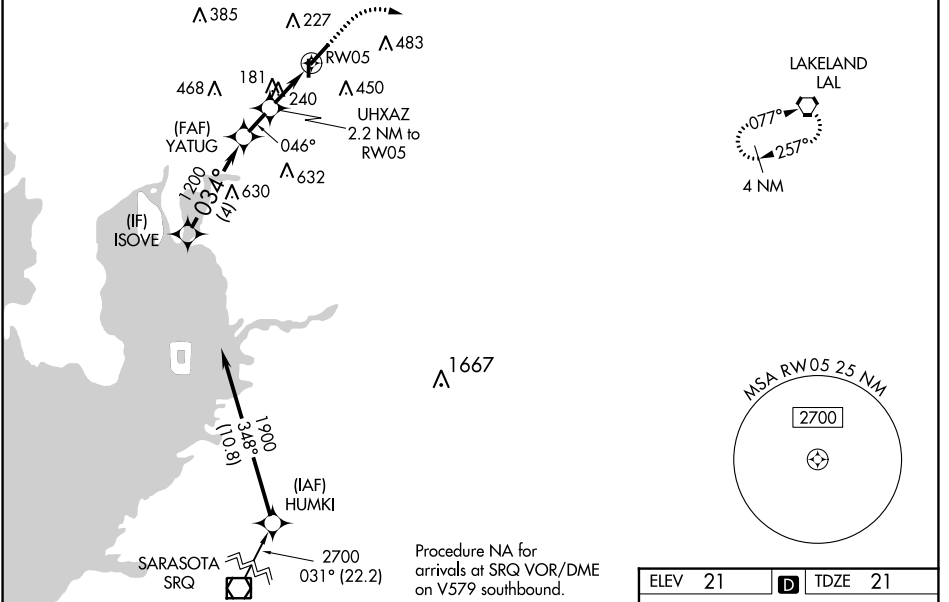 385
227
483
RW05
LAKELAND
LAL
077°
257°
4 NM
468
181
240
450
UHXAZ
2.2 NM to
RW05
(FAF)
YATUG
046°
632
630
1200
034°
(4)
(IF)
ISOVE
1667
1900
348°
(10.8)
(IAF)
HUMKI
SARASOTA
SRQ
2700
031° (22.2)
Procedure NA for
arrivals at SRQ VOR/DME
on V579 southbound.
MSA RW05 25 NM
2700
ELEV 21 D TDZE 21